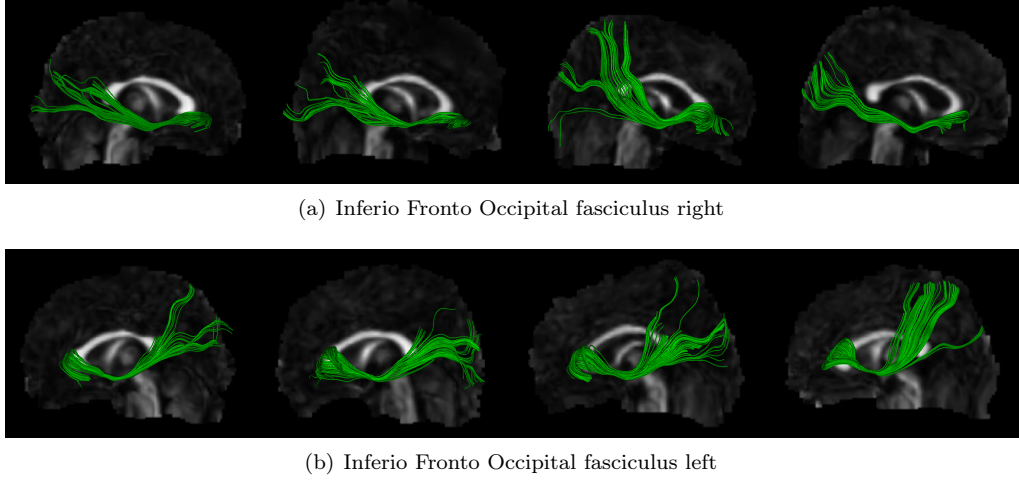 (a) Inferio Fronto Occipital fasciculus right
(b) Inferio Fronto Occipital fasciculus left